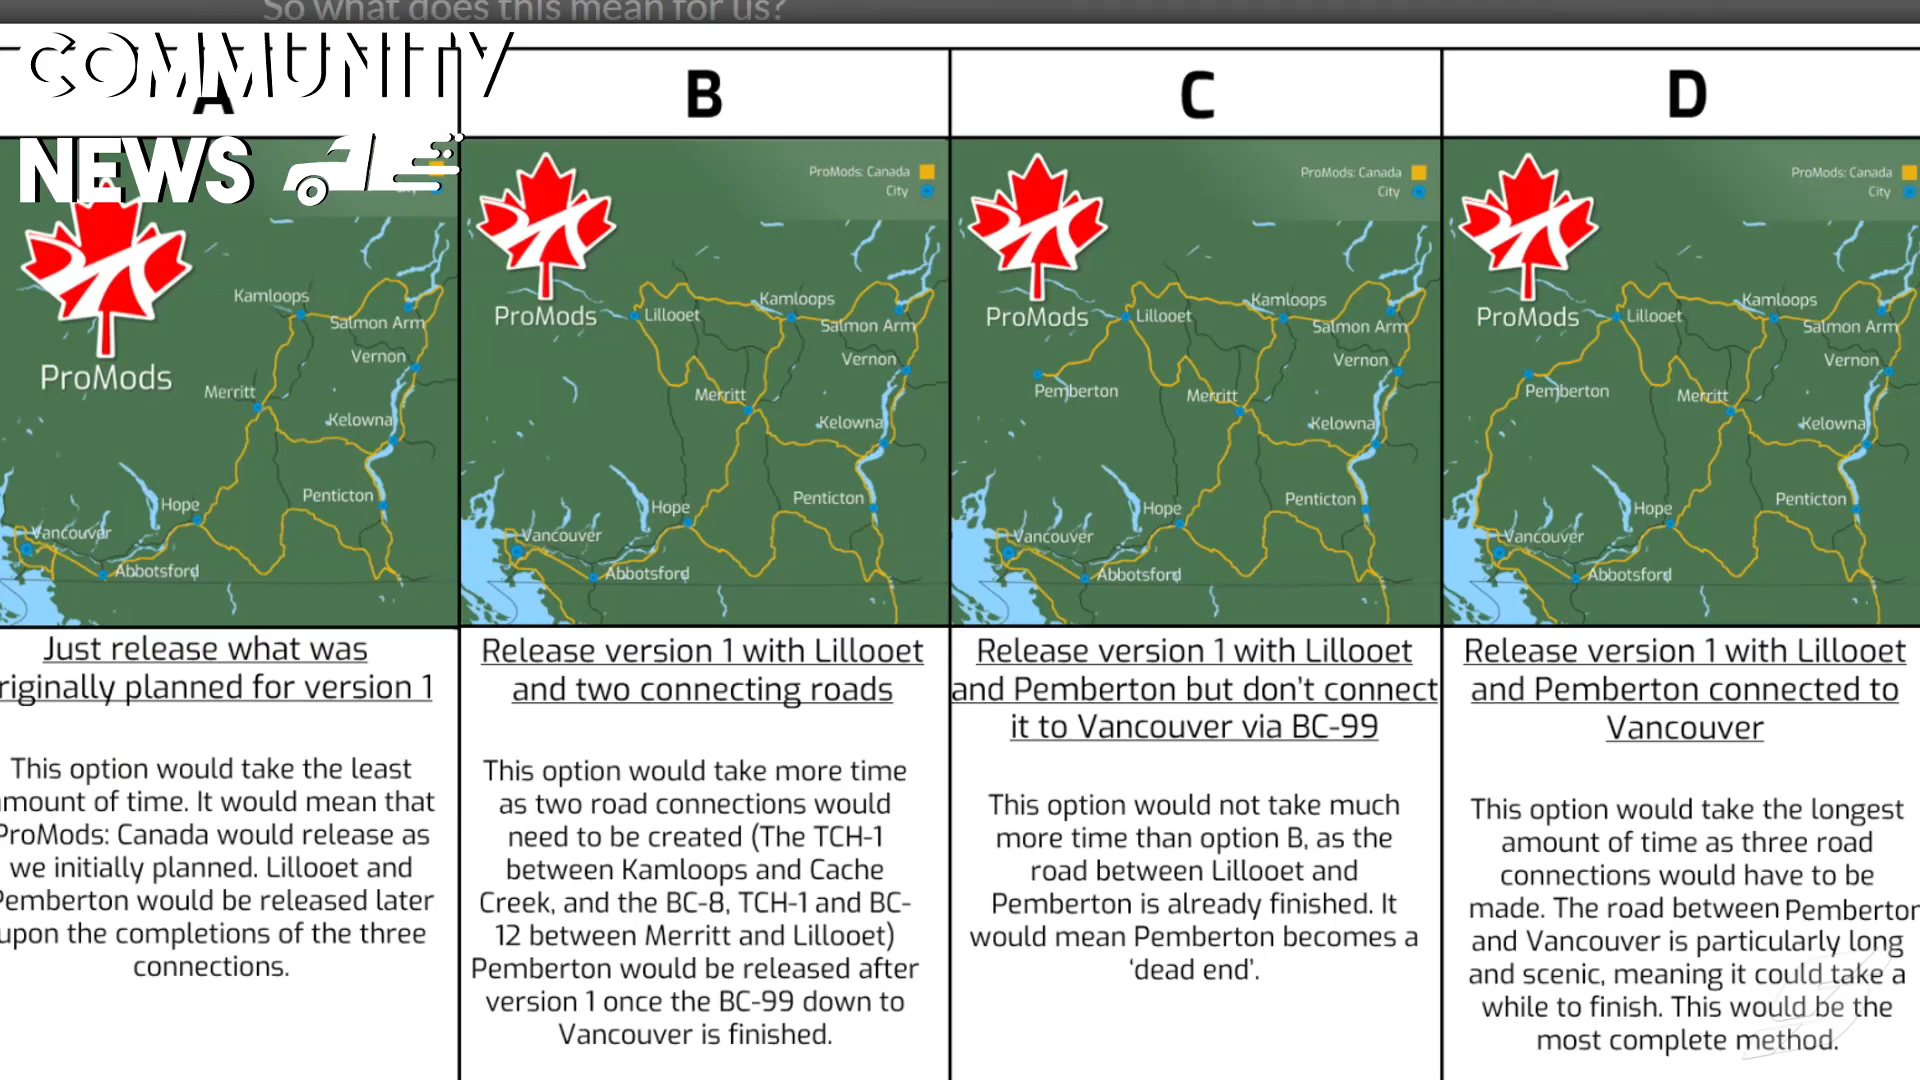 So what does this mean for us?
COMMUNITY
NEWS
A
ProMods
Kamloops
Salmon Arm
Vernon
Merritt
Kelowna
Penticton
Hope
Vancouver
Abbotsford
Just release what was
riginally planned for version 1
This option would take the least
mount of time. It would mean that
ProMods: Canada would release as
we initially planned. Lillooet and
Pemberton would be released later
upon the completions of the three
connections.
B
ProMods: Canada
City
ProMods
Lillooet
Kamloops
Salmon Arm
Vernon
Merritt
Kelowna
Penticton
Hope
Vancouver
Abbotsford
Release version 1 with Lillooet
and two connecting roads
This option would take more time
as two road connections would
need to be created (The TCH-1
between Kamloops and Cache
Creek, and the BC-8, TCH-1 and BC-
12 between Merritt and Lillooet)
Pemberton would be released after
version 1 once the BC-99 down to
Vancouver is finished.
C
ProMods: Canada
City
ProMods
Lillooet
Kamloops
Salmon Arm
Vernon
Pemberton
Merritt
Kelowna
Penticton
Hope
Vancouver
Abbotsford
Release version 1 with Lillooet
and Pemberton but don't connect
it to Vancouver via BC-99
This option would not take much
more time than option B, as the
road between Lillooet and
Pemberton is already finished. It
would mean Pemberton becomes a
‘dead end’.
D
ProMods: Canada
City
ProMods
Lillooet
Kamloops
Salmon Arm
Vernon
Pemberton
Merritt
Kelowna
Penticton
Hope
Vancouver
Abbotsford
Release version 1 with Lillooet
and Pemberton connected to
Vancouver
This option would take the longest
amount of time as three road
connections would have to be
made. The road between Pemberton
and Vancouver is particularly long
and scenic, meaning it could take a
while to finish. This would be the
most complete method.